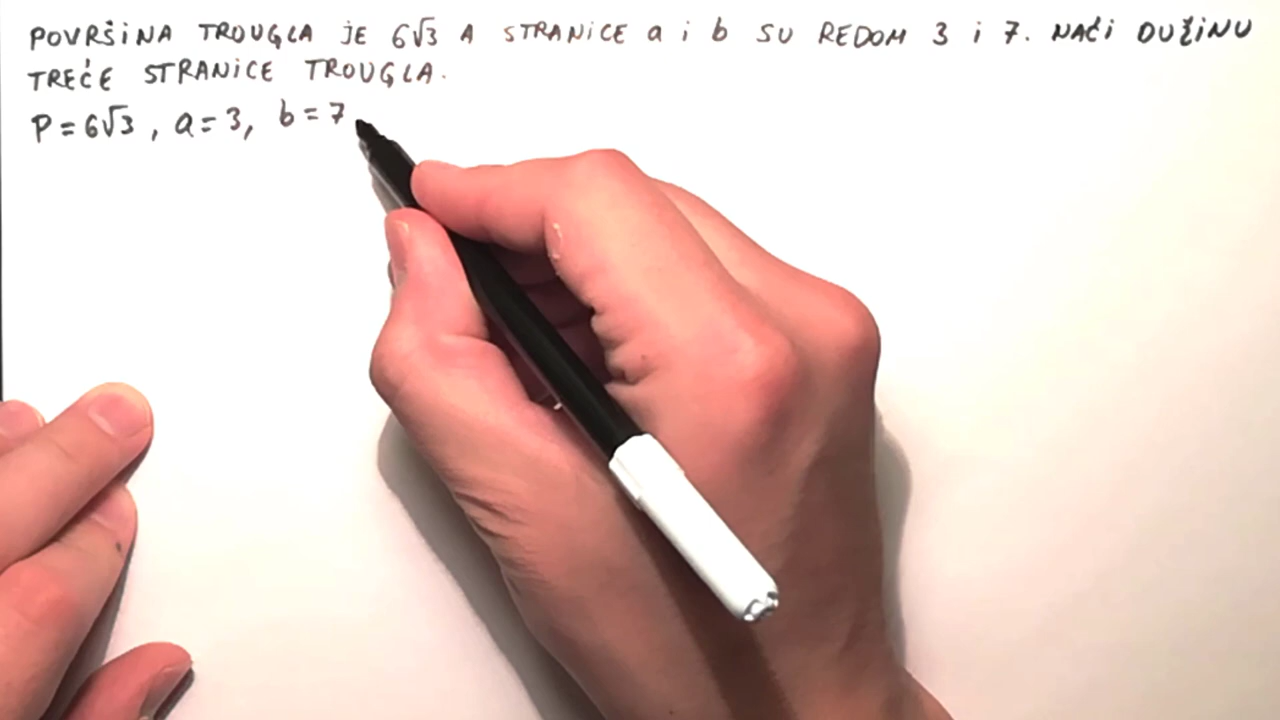 POVRŠINA TROUGLA JE 6√3 A STRANICE a i b SU REDOM 3 i 7. NAĆI DUŽINU
TREĆE STRANICE TROUGLA.
P=6√3, a=3, b=7